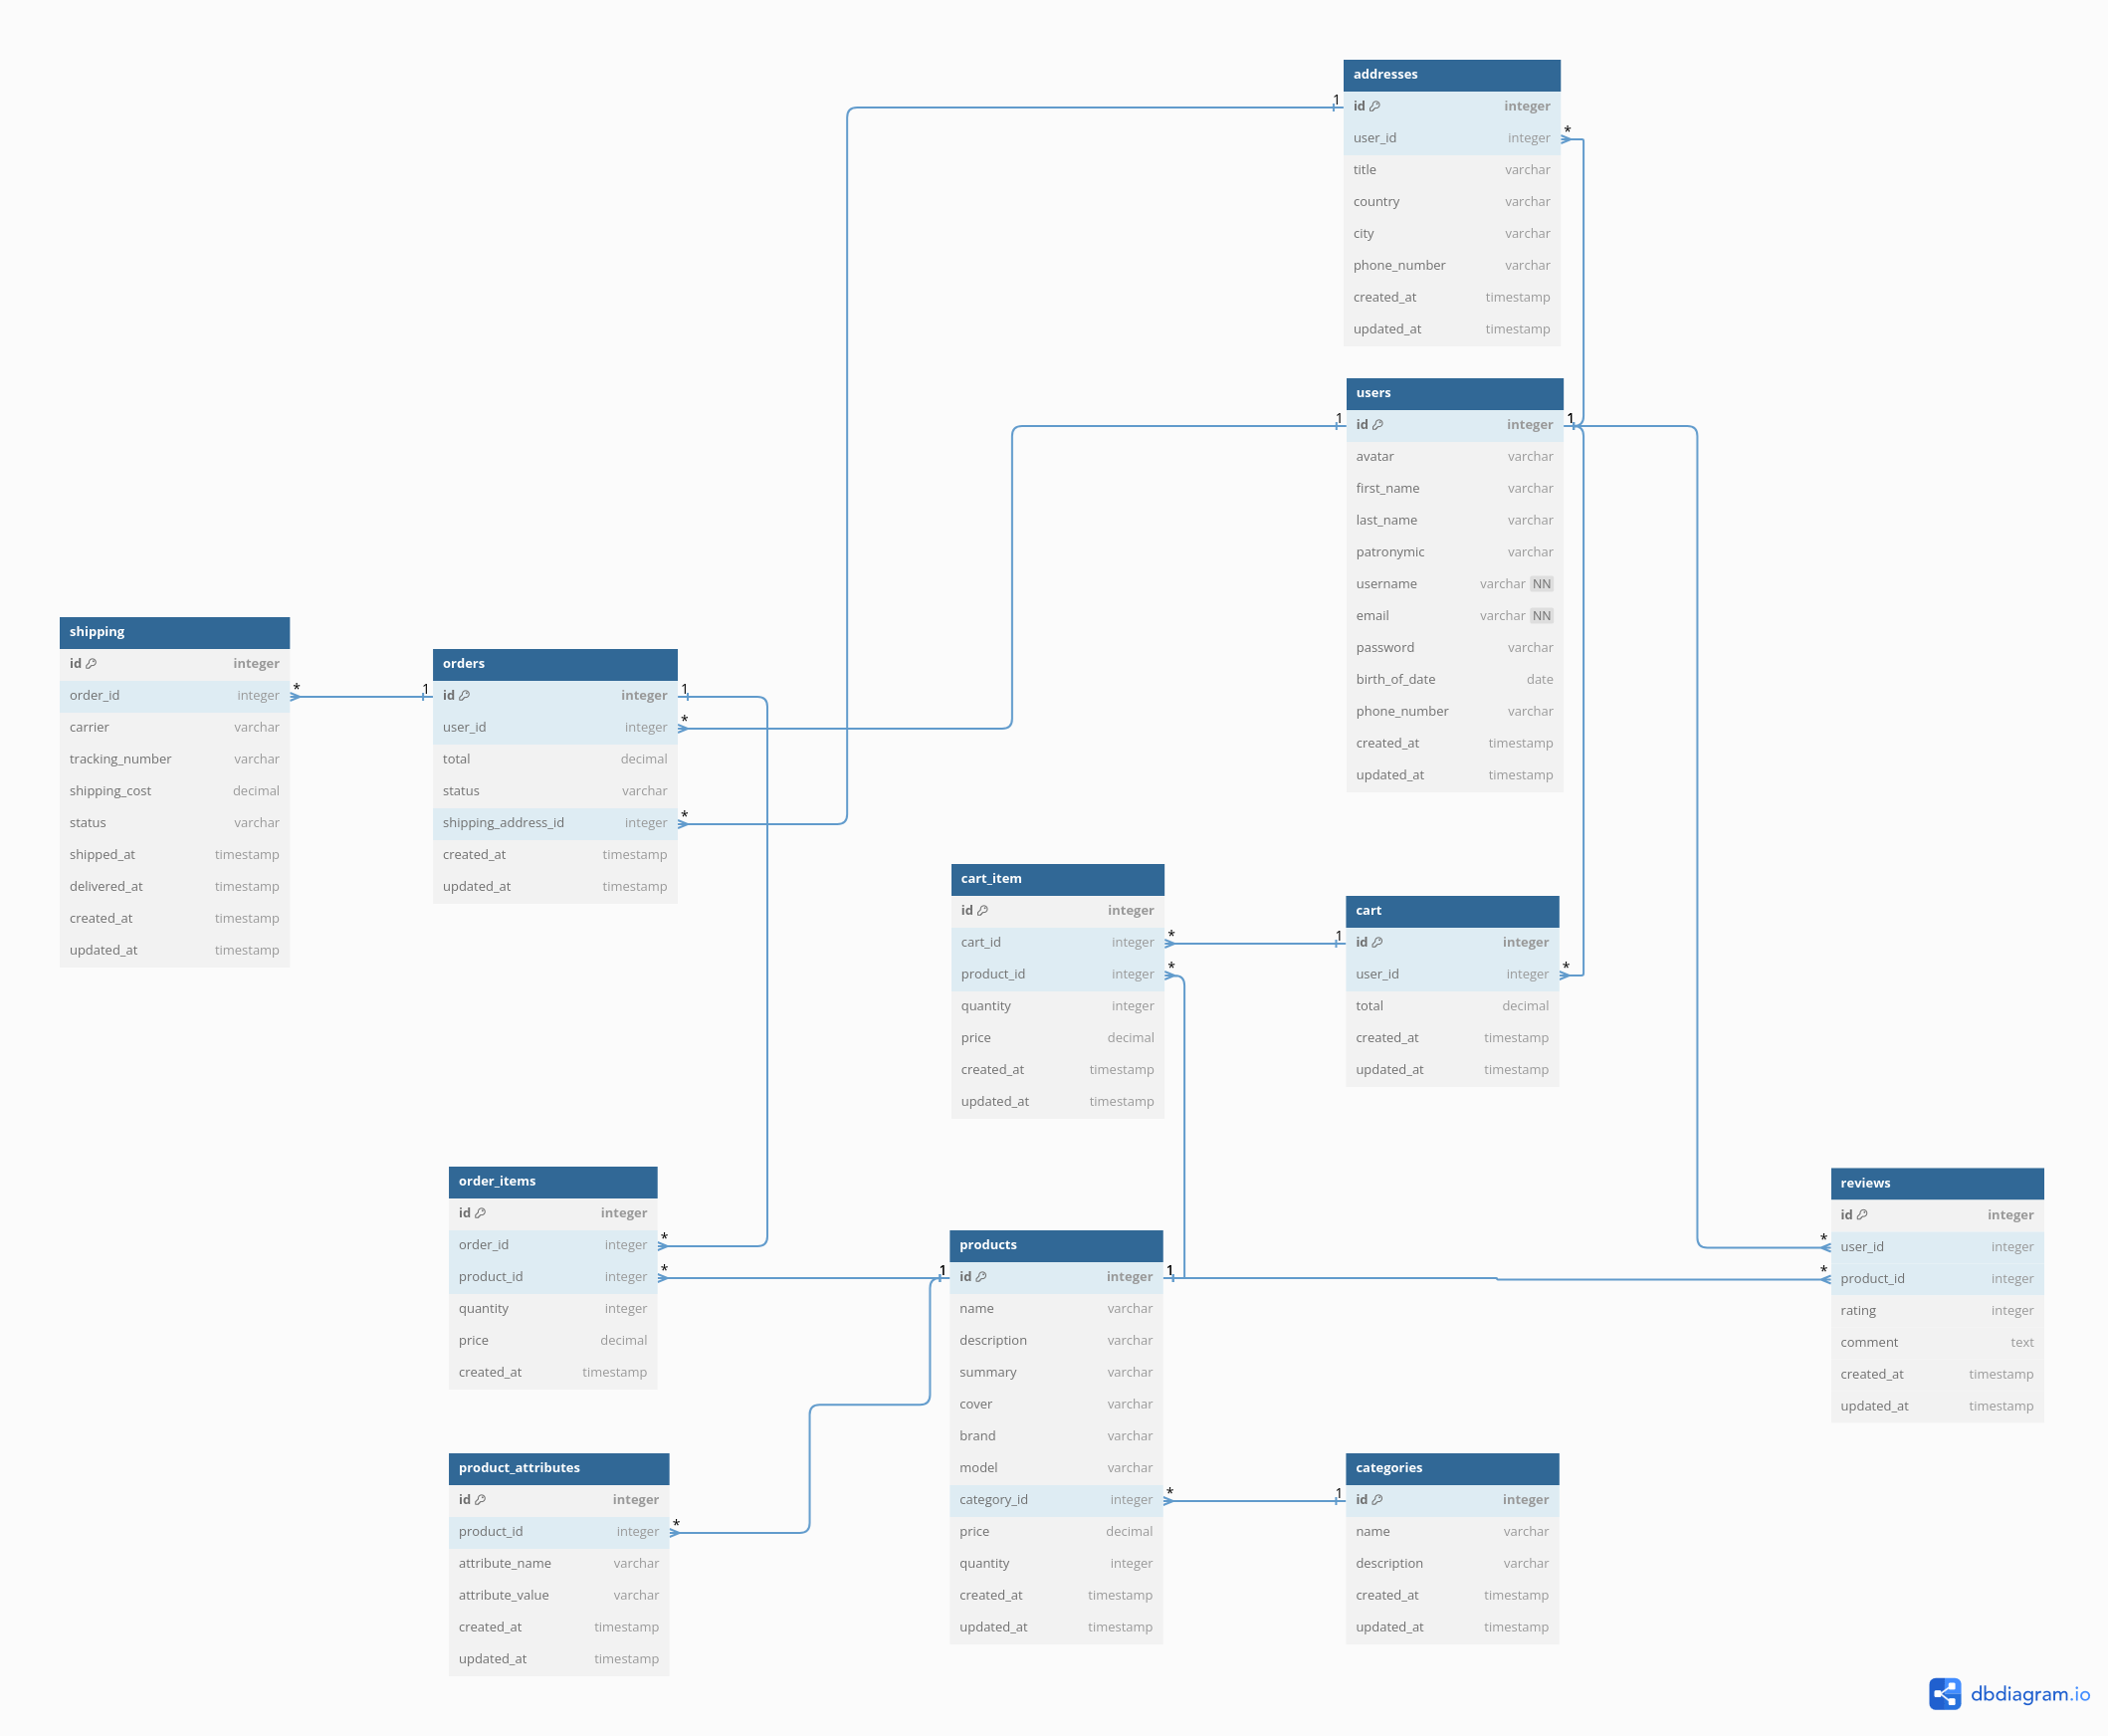 addresses
1 id integer
user_id integer *
title varchar
country varchar
city varchar
phone_number varchar
created_at timestamp
updated_at timestamp
users
1 id integer 1
avatar varchar
first_name varchar
last_name varchar
patronymic varchar
username varchar NN
email varchar NN
password varchar
birth_of_date date
phone_number varchar
created_at timestamp
updated_at timestamp
shipping
id integer
order_id integer *
carrier varchar
tracking_number varchar
shipping_cost decimal
status varchar
shipped_at timestamp
delivered_at timestamp
created_at timestamp
updated_at timestamp
orders
1 id integer 1
user_id integer *
total decimal
status varchar
shipping_address_id integer *
created_at timestamp
updated_at timestamp
cart_item
id integer
cart_id integer *
product_id integer *
quantity integer
price decimal
created_at timestamp
updated_at timestamp
cart
1 id integer
user_id integer *
total decimal
created_at timestamp
updated_at timestamp
order_items
id integer
order_id integer *
product_id integer *
quantity integer
price decimal
created_at timestamp
products
1 id integer 1
name varchar
description varchar
summary varchar
cover varchar
brand varchar
model varchar
category_id integer *
price decimal
quantity integer
created_at timestamp
updated_at timestamp
reviews
id integer
* user_id integer
* product_id integer
rating integer
comment text
created_at timestamp
updated_at timestamp
product_attributes
id integer
product_id integer *
attribute_name varchar
attribute_value varchar
created_at timestamp
updated_at timestamp
categories
1 id integer
name varchar
description varchar
created_at timestamp
updated_at timestamp
dbdiagram.io